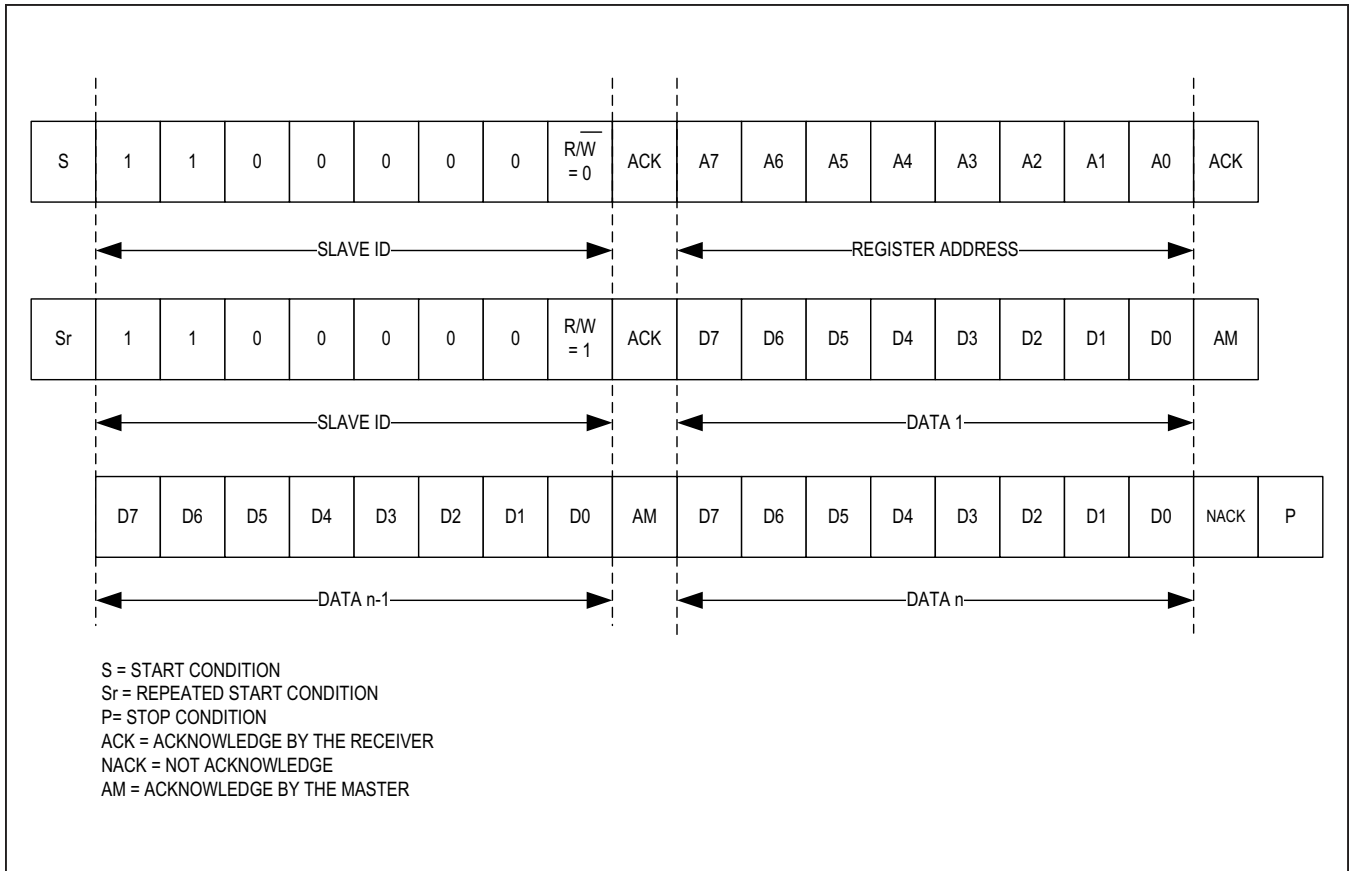 S 1 1 0 0 0 0 0 R/W̅ = 0 ACK A7 A6 A5 A4 A3 A2 A1 A0 ACK
SLAVE ID REGISTER ADDRESS
Sr 1 1 0 0 0 0 0 R/W = 1 ACK D7 D6 D5 D4 D3 D2 D1 D0 AM
SLAVE ID DATA 1
D7 D6 D5 D4 D3 D2 D1 D0 AM D7 D6 D5 D4 D3 D2 D1 D0 NACK P
DATA n-1 DATA n
S = START CONDITION
Sr = REPEATED START CONDITION
P= STOP CONDITION
ACK = ACKNOWLEDGE BY THE RECEIVER
NACK = NOT ACKNOWLEDGE
AM = ACKNOWLEDGE BY THE MASTER